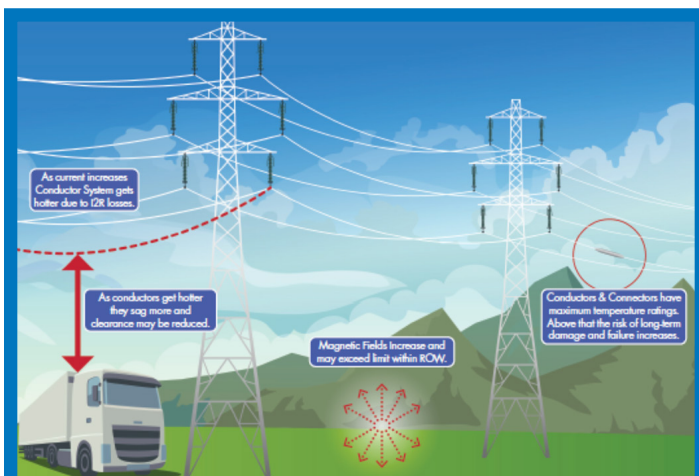 As current increases
Conductor System gets
hotter due to I2R losses.
As conductors get hotter
they sag more and
clearance may be reduced.
Magnetic Fields Increase and
may exceed limit within ROW.
Conductors & Connectors have
maximum temperature ratings.
Above that the risk of long-term
damage and failure increases.